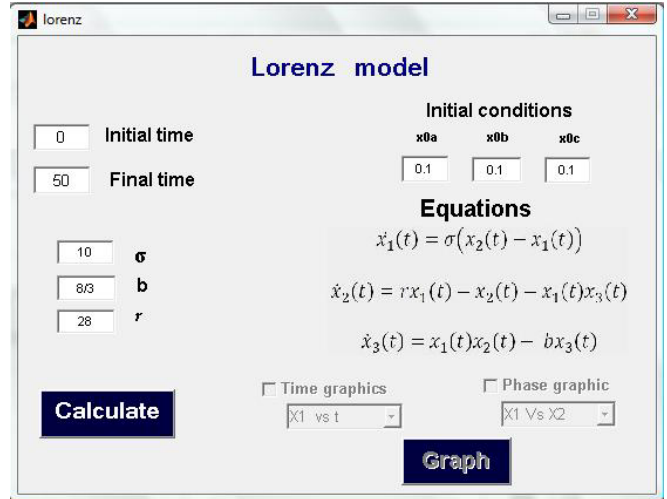 lorenz
Lorenz model
Initial conditions
x0a x0b x0c
0 Initial time
0.1 0.1 0.1
50 Final time
Equations
ẋ₁(t) = σ(x₂(t) − x₁(t))
10 σ
8/3 b
ẋ₂(t) = rx₁(t) − x₂(t) − x₁(t)x₃(t)
28 r
ẋ₃(t) = x₁(t)x₂(t) − bx₃(t)
Time graphics Phase graphic
Calculate
X1 vs t X1 Vs X2
Graph